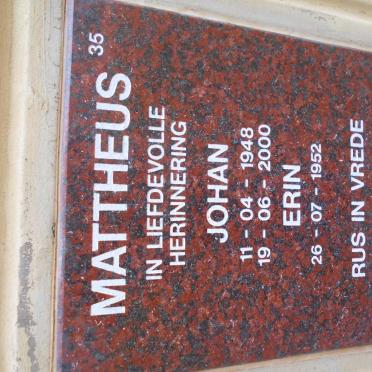 35
MATTHEUS
IN LIEFDEVOLLE
HERINNERING
JOHAN
11 - 04 - 1948
19 - 06 - 2000
ERIN
26 - 07 - 1952
RUS IN VREDE